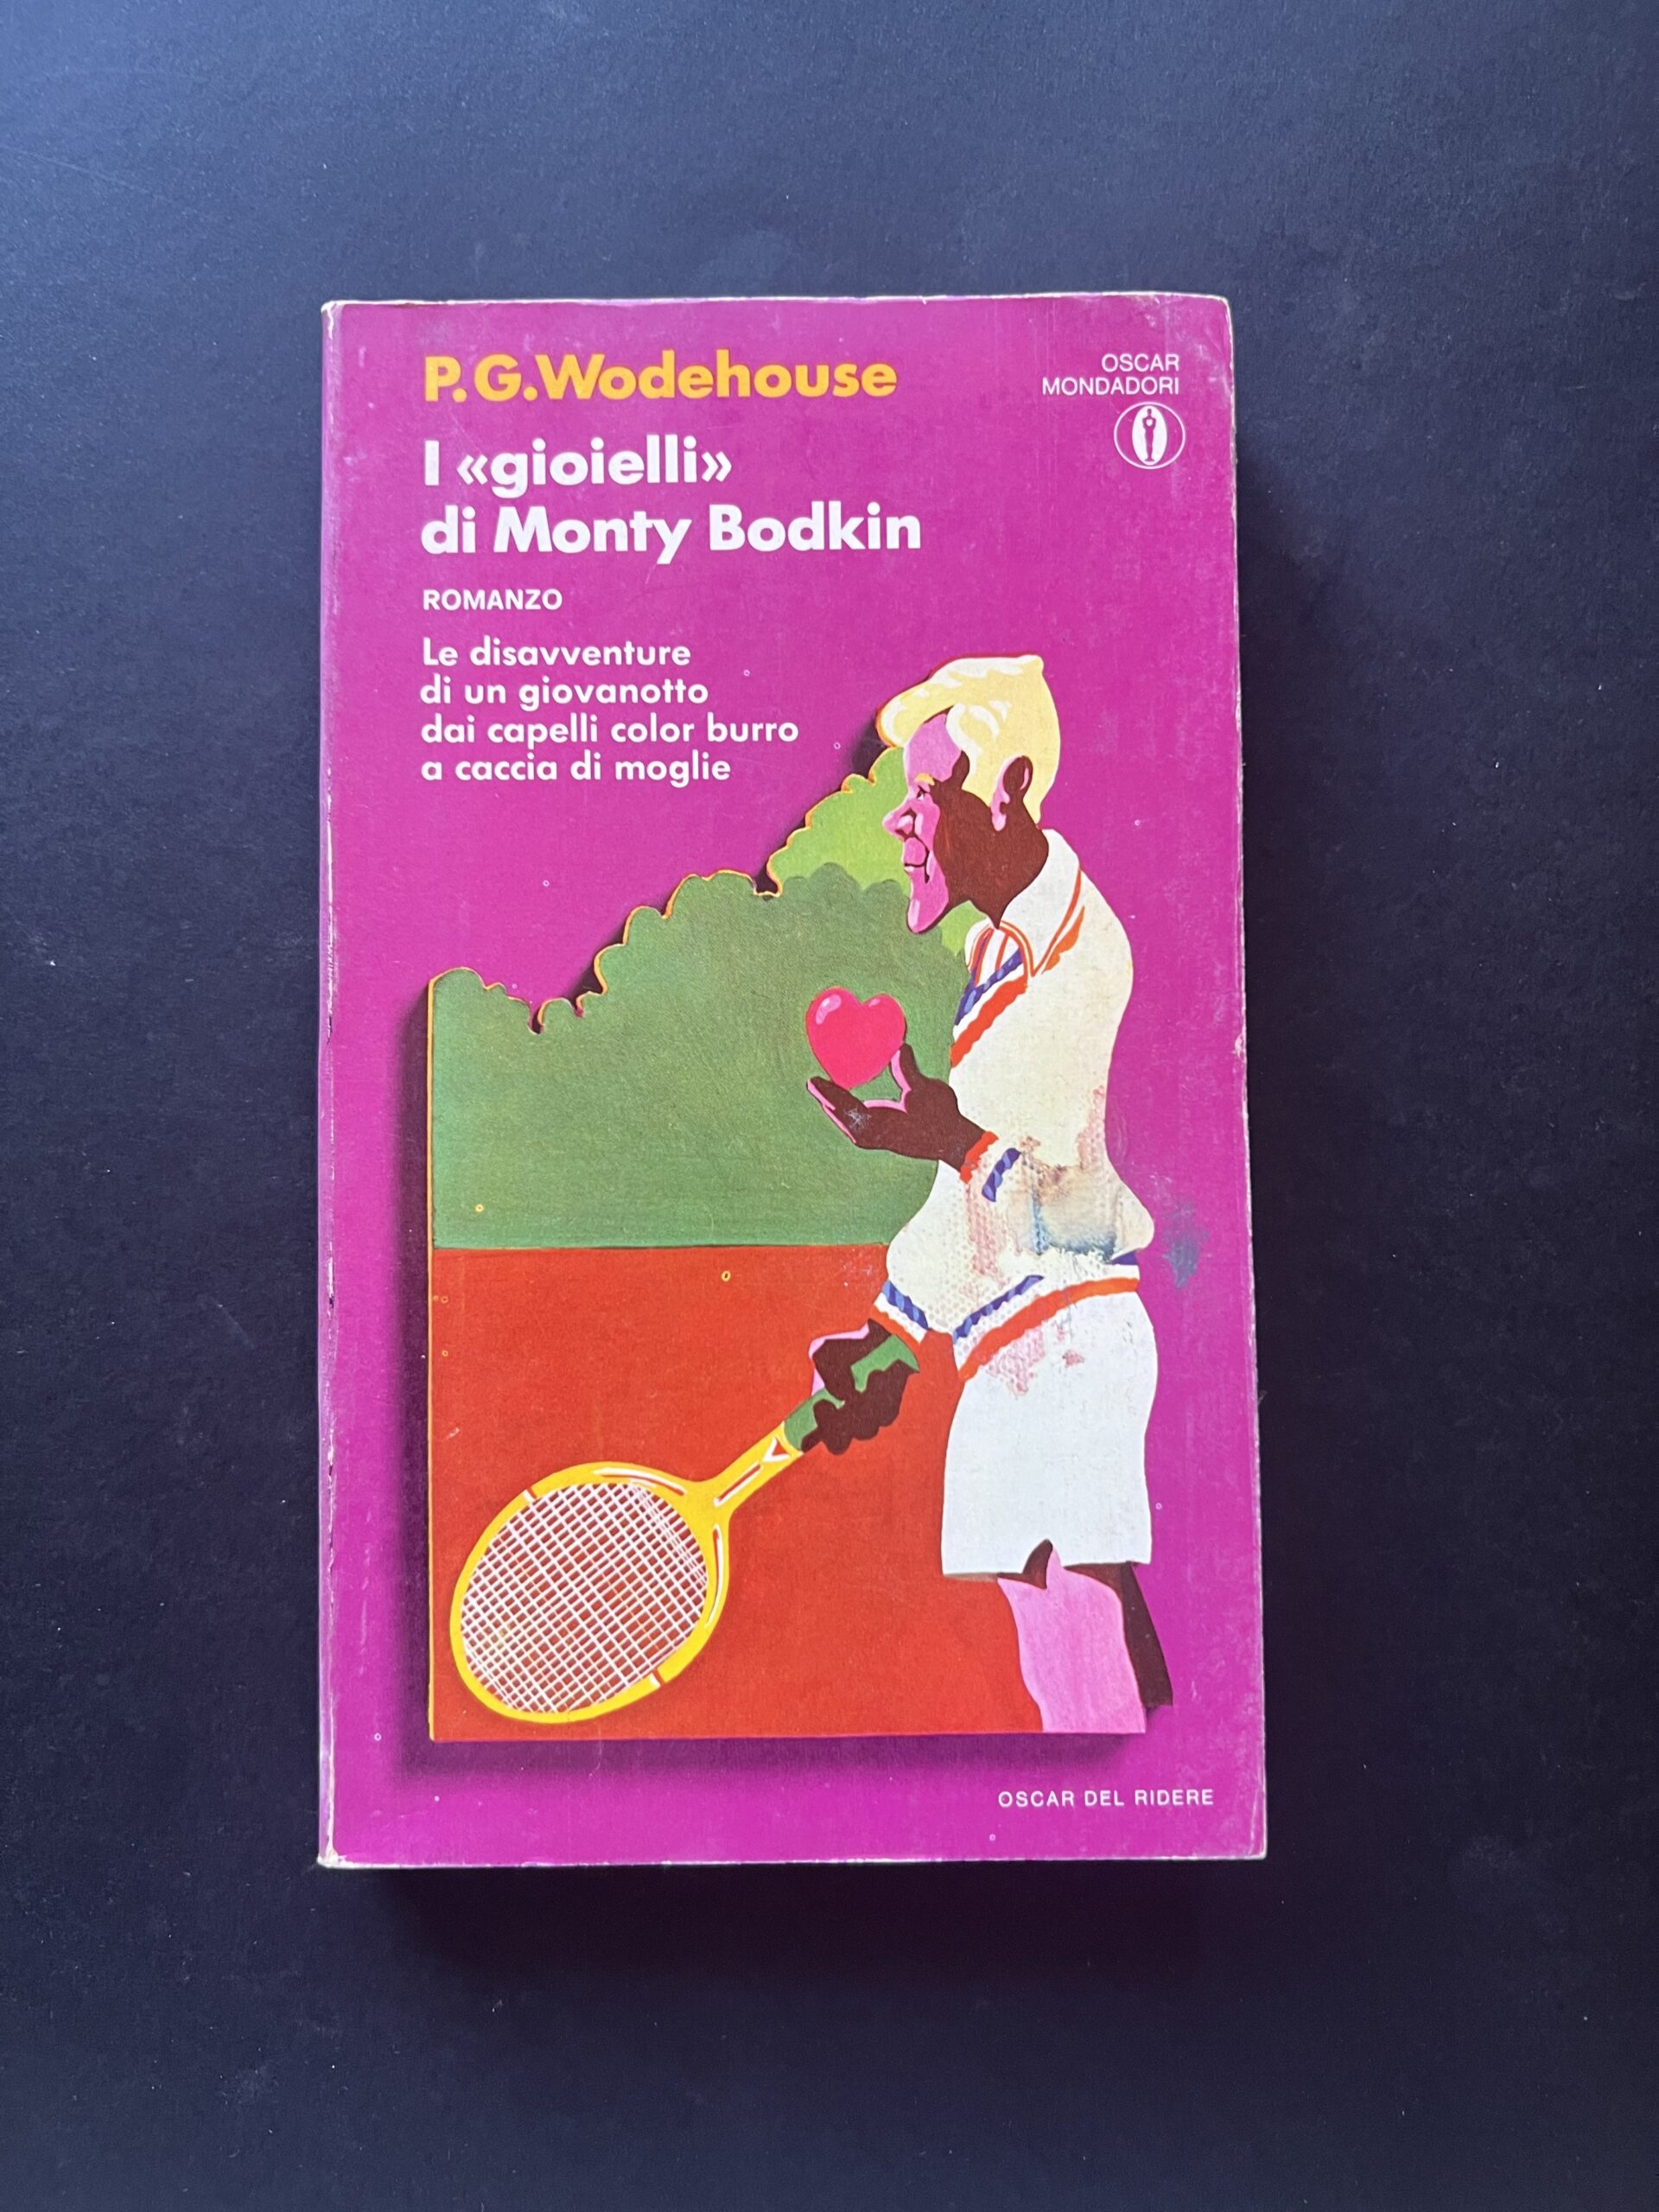 P.G.Wodehouse
OSCAR
MONDADORI
I «gioielli»
di Monty Bodkin
ROMANZO
Le disavventure
di un giovanotto
dai capelli color burro
a caccia di moglie
OSCAR DEL RIDERE